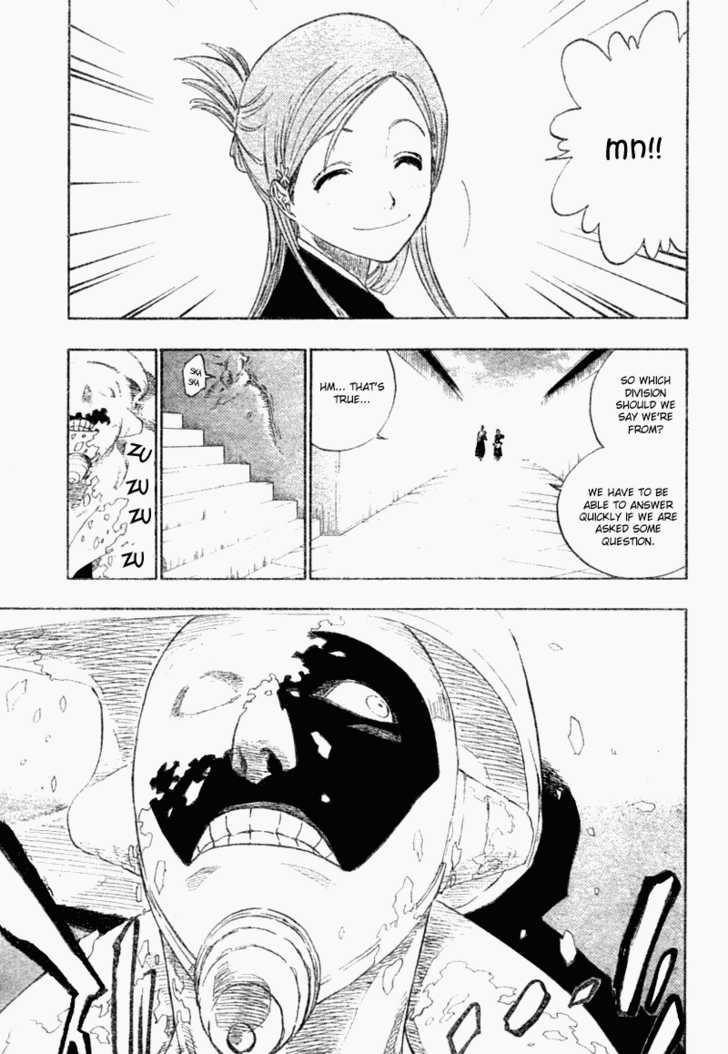 mn!!
SO WHICH
DIVISION
SHOULD WE
SAY WE'RE
FROM?
WE HAVE TO BE
ABLE TO ANSWER
QUICKLY IF WE ARE
ASKED SOME
QUESTION.
HM... THAT'S
TRUE...
SKA
SKA
ZU
ZU
ZU
ZU